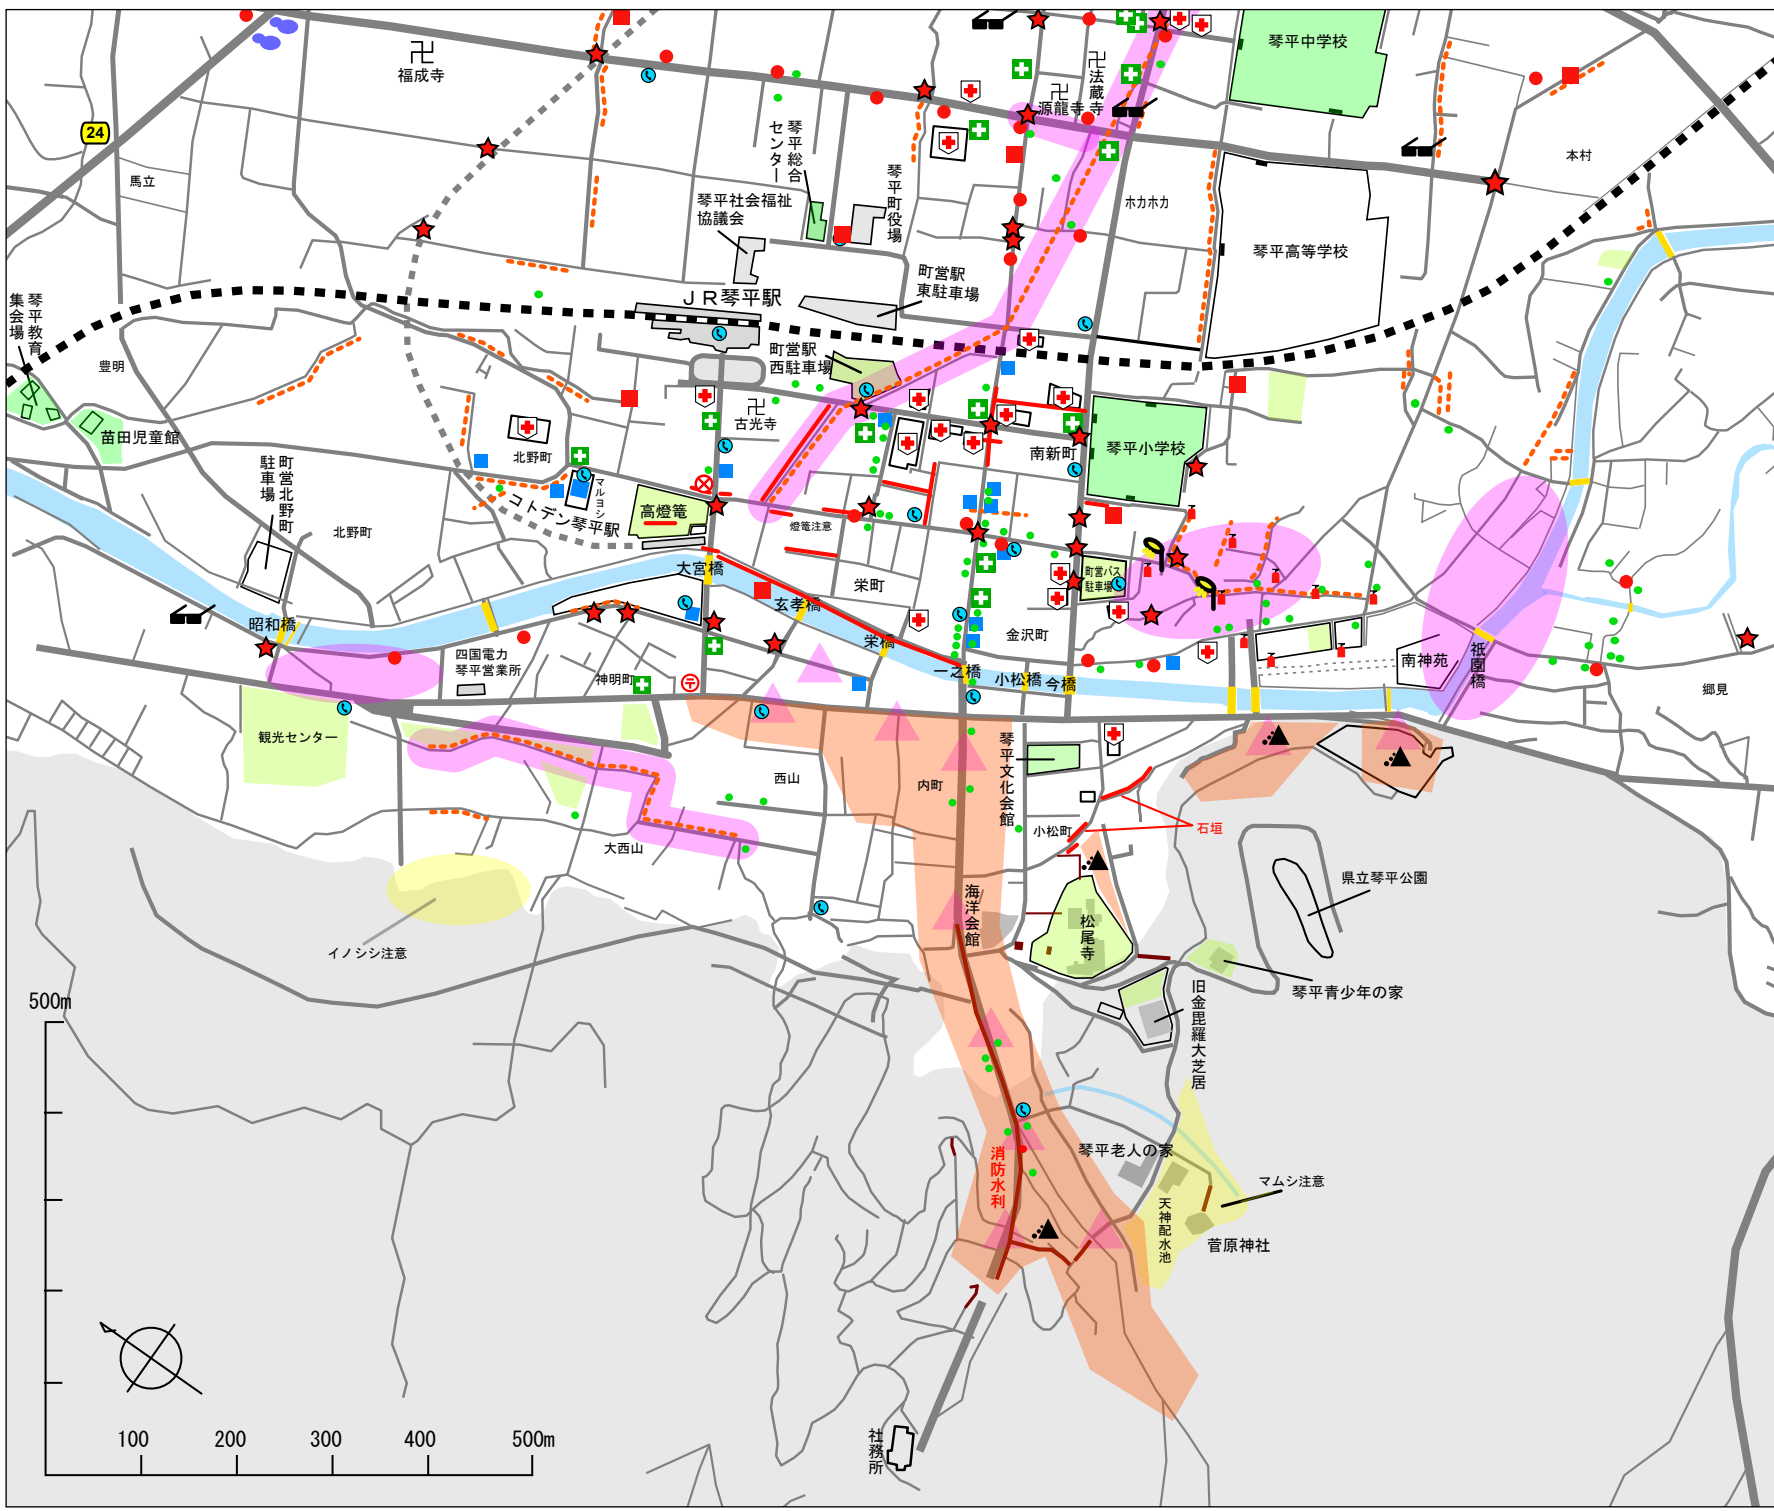 福成寺
24
馬立
琴平総合
センター
琴平社会福祉
協議会
琴平町役場
町営駅
東駐車場
法蔵寺
源龍寺
琴平中学校
本村
ホカホカ
琴平高等学校
JR琴平駅
琴平教育
集会場
豊明
町営駅
西駐車場
古光寺
苗田児童館
北野町
町営北野町
駐車場
マルヨシ
コトデン琴平駅
高燈篭
燈篭注意
南新町
琴平小学校
北野町
大宮橋
栄町
町営バス
駐車場
昭和橋
玄孝橋
栄橋
金沢町
四国電力
琴平営業所
神明町
一之橋
小松橋
今橋
南神苑
祇園橋
郷見
観光センター
西山
内町
琴平文化会館
小松町
石垣
大西山
イノシシ注意
海洋会館
松尾寺
県立琴平公園
琴平青少年の家
旧金毘羅大芝居
500m
消防水利
琴平老人の家
マムシ注意
天神配水池
菅原神社
社務所
100
200
300
400
500m